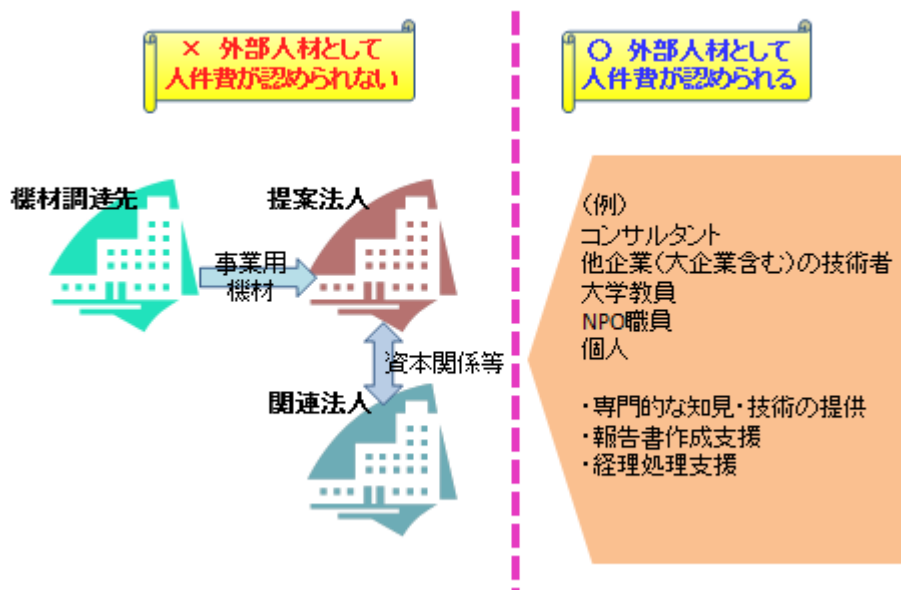 × 外部人材として
人件費が認められない
○ 外部人材として
人件費が認められる
機材調達先
提案法人
事業用
機材
資本関係等
関連法人
(例)
コンサルタント
他企業(大企業含む)の技術者
大学教員
NPO職員
個人
・専門的な知見・技術の提供
・報告書作成支援
・経理処理支援